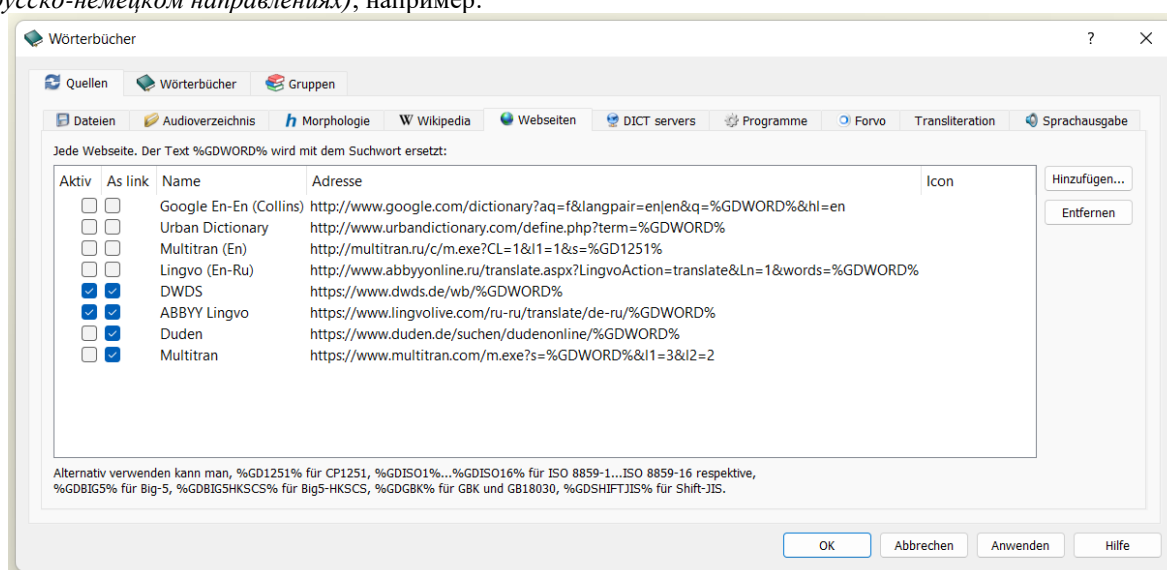 русско-немецком направлениях), например:
Wörterbücher ? ×
Quellen Wörterbücher Gruppen
Dateien Audioverzeichnis h Morphologie W Wikipedia Webseiten DICT servers Programme Forvo Transliteration Sprachausgabe
Jede Webseite. Der Text %GDWORD% wird mit dem Suchwort ersetzt:
Aktiv As link Name Adresse Icon Hinzufügen...
Google En-En (Collins) http://www.google.com/dictionary?aq=f&langpair=en|en&q=%GDWORD%&hl=en Entfernen
Urban Dictionary http://www.urbandictionary.com/define.php?term=%GDWORD%
Multitran (En) http://multitran.ru/c/m.exe?CL=1&l1=1&s=%GD1251%
Lingvo (En-Ru) http://www.abbyyonline.ru/translate.aspx?LingvoAction=translate&Ln=1&words=%GDWORD%
DWDS https://www.dwds.de/wb/%GDWORD%
ABBYY Lingvo https://www.lingvolive.com/ru-ru/translate/de-ru/%GDWORD%
Duden https://www.duden.de/suchen/dudenonline/%GDWORD%
Multitran https://www.multitran.com/m.exe?s=%GDWORD%&l1=3&l2=2
Alternativ verwenden kann man, %GD1251% für CP1251, %GDISO1%...%GDISO16% für ISO 8859-1...ISO 8859-16 respektive,
%GDBIG5% für Big-5, %GDBIG5HKSCS% für Big5-HKSCS, %GDGBK% für GBK und GB18030, %GDSHIFTJIS% für Shift-JIS.
OK Abbrechen Anwenden Hilfe